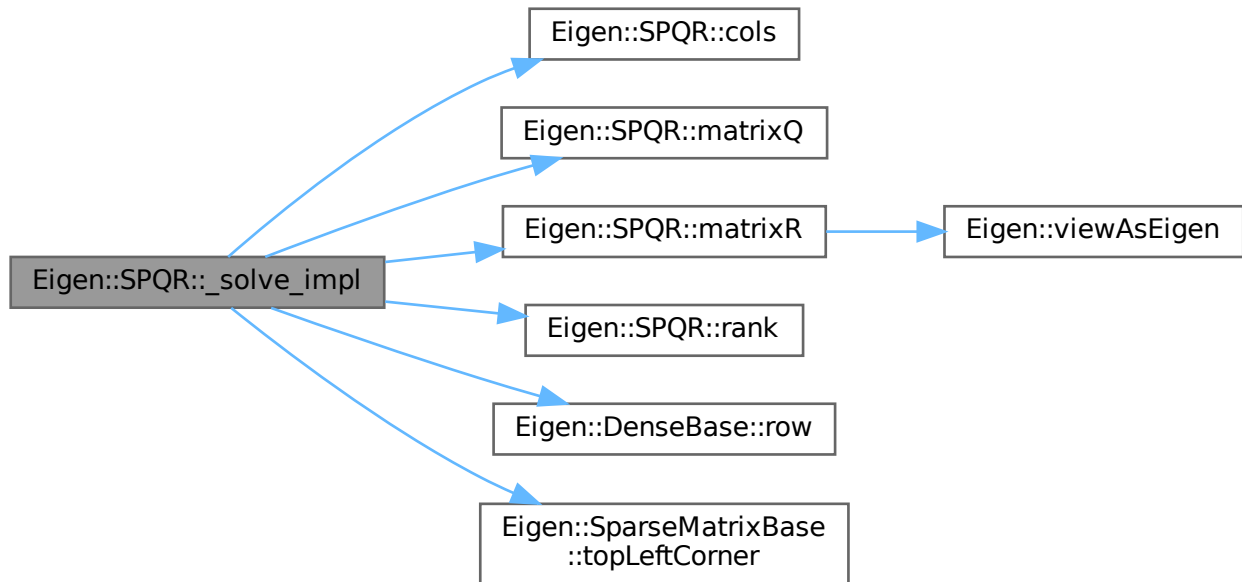 Eigen::SPQR::cols
Eigen::SPQR::matrixQ
Eigen::SPQR::matrixR
Eigen::viewAsEigen
Eigen::SPQR::_solve_impl
Eigen::SPQR::rank
Eigen::DenseBase::row
Eigen::SparseMatrixBase
::topLeftCorner